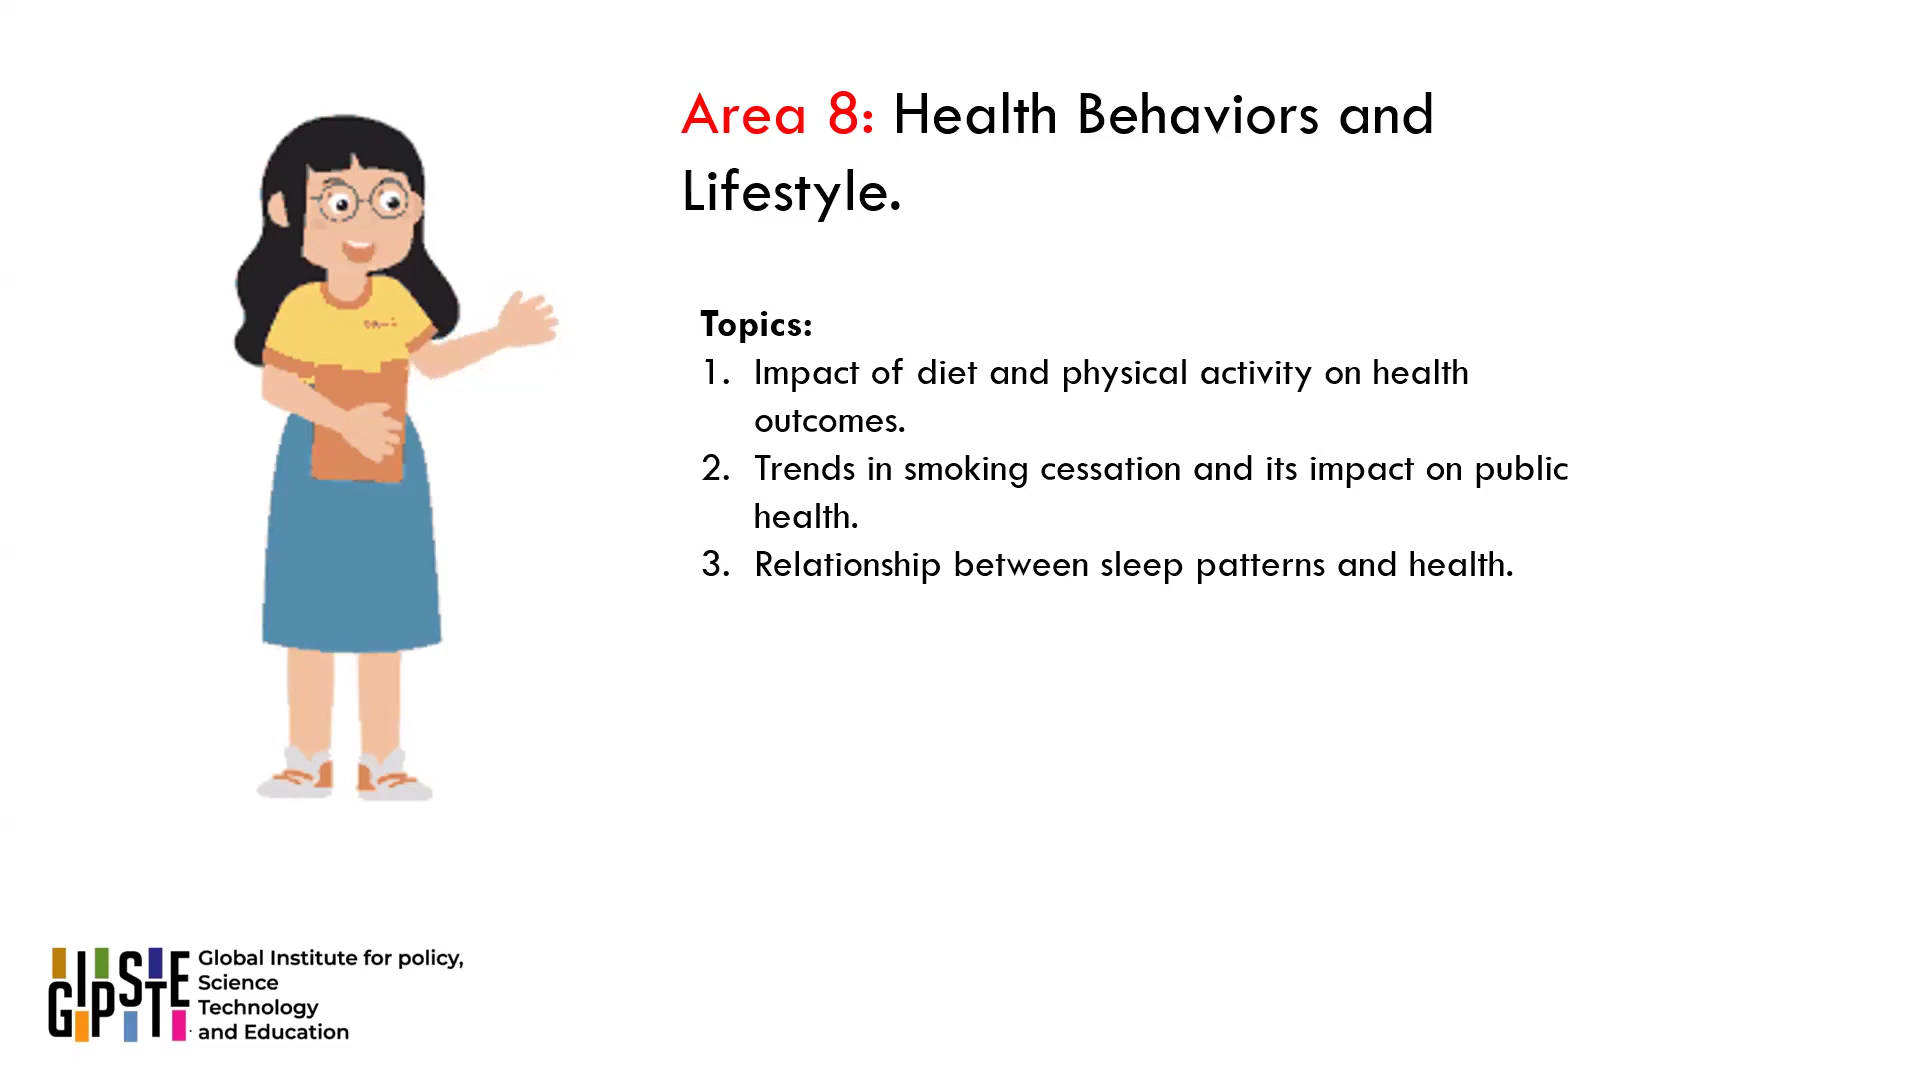 Area 8: Health Behaviors and
Lifestyle.
Topics:
1. Impact of diet and physical activity on health
outcomes.
2. Trends in smoking cessation and its impact on public
health.
3. Relationship between sleep patterns and health.
GIPSTE
Global Institute for policy,
Science
Technology
and Education